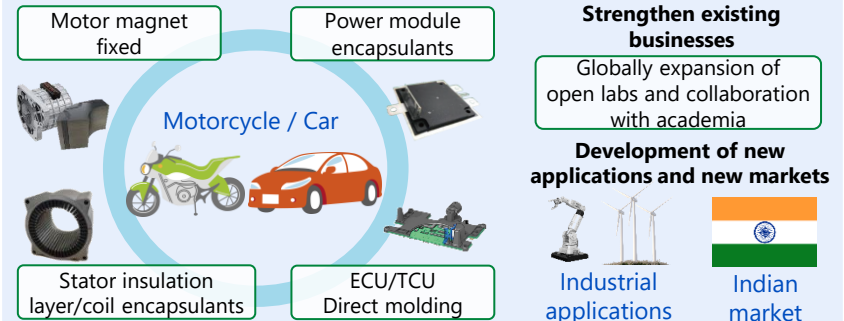 Motor magnet
fixed
Power module
encapsulants
Motorcycle / Car
Stator insulation
layer/coil encapsulants
ECU/TCU
Direct molding
Strengthen existing
businesses
Globally expansion of
open labs and collaboration
with academia
Development of new
applications and new markets
Industrial
applications
Indian
market